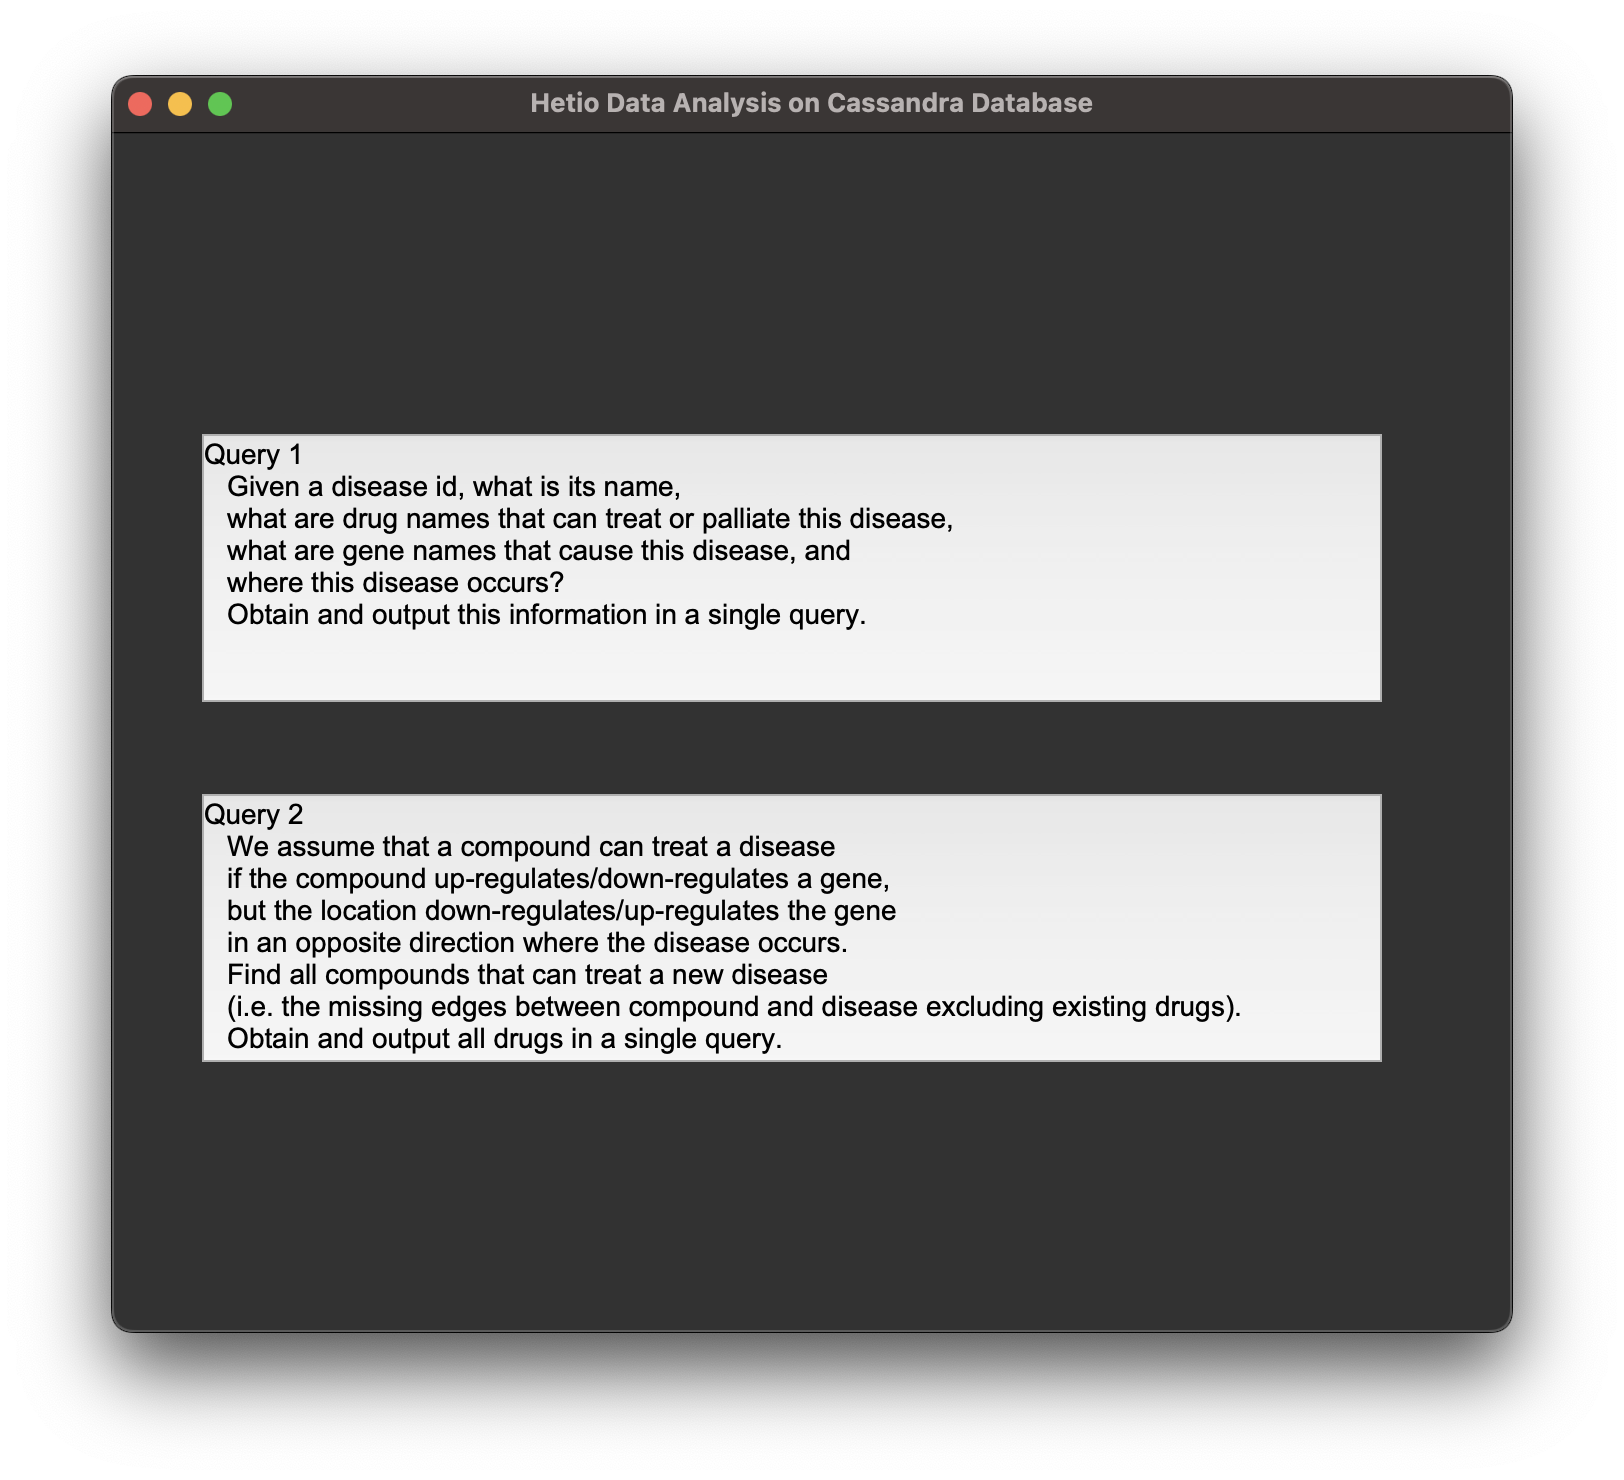 Hetio Data Analysis on Cassandra Database
Query 1
Given a disease id, what is its name,
what are drug names that can treat or palliate this disease,
what are gene names that cause this disease, and
where this disease occurs?
Obtain and output this information in a single query.
Query 2
We assume that a compound can treat a disease
if the compound up-regulates/down-regulates a gene,
but the location down-regulates/up-regulates the gene
in an opposite direction where the disease occurs.
Find all compounds that can treat a new disease
(i.e. the missing edges between compound and disease excluding existing drugs).
Obtain and output all drugs in a single query.